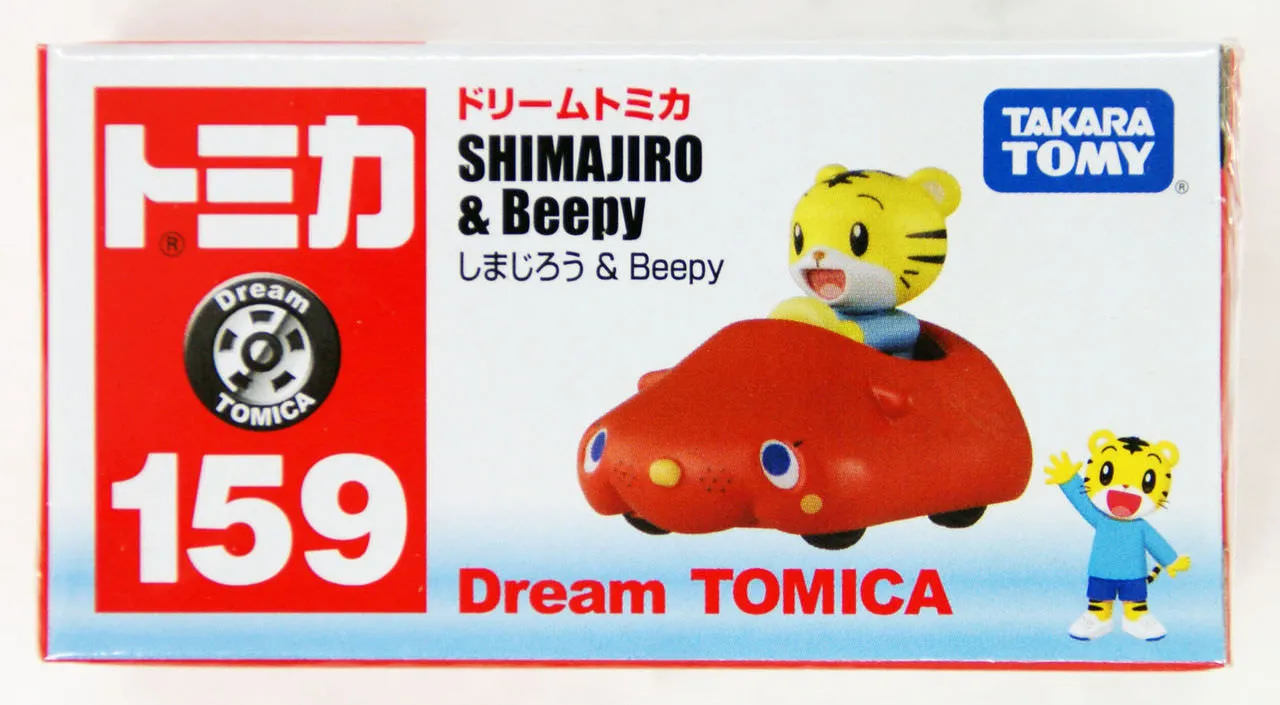 トミカ
®
Dream
TOMICA
159
ドリームトミカ
SHIMAJIRO
& Beepy
しまじろう & Beepy
TAKARA
TOMY
®
Dream TOMICA